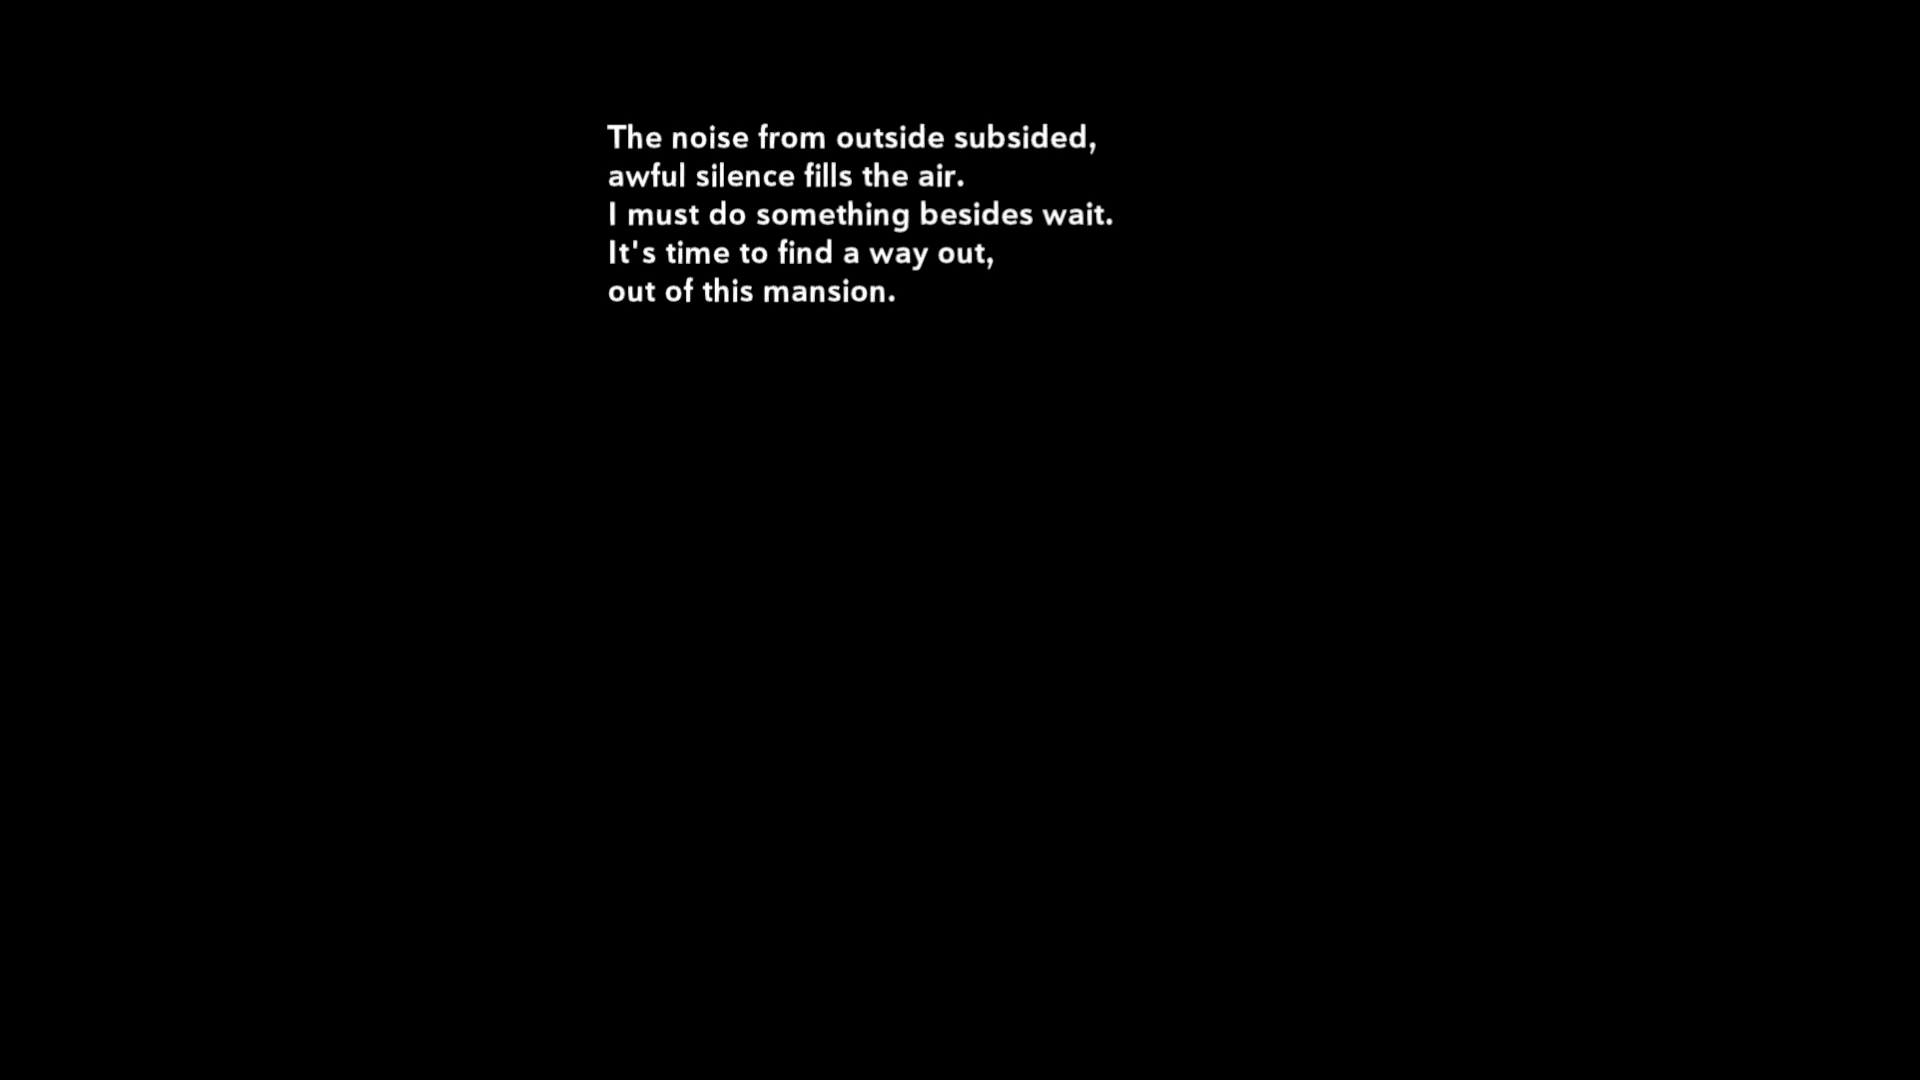 The noise from outside subsided,
awful silence fills the air.
I must do something besides wait.
It's time to find a way out,
out of this mansion.